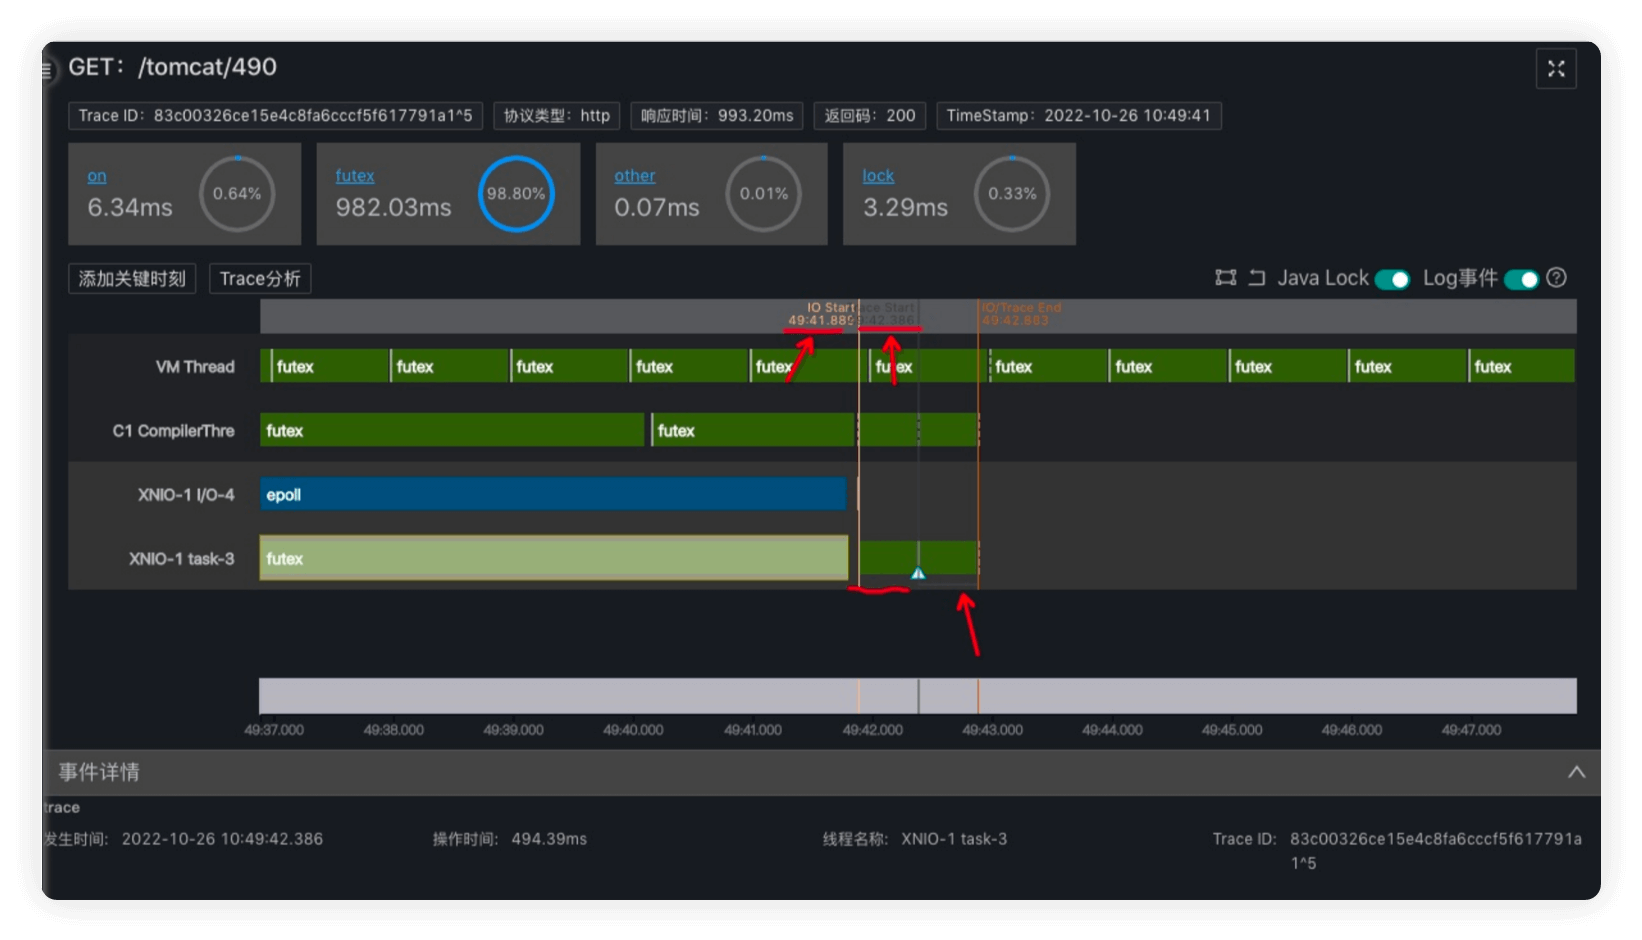 GET：/tomcat/490
Trace ID：83c00326ce15e4c8fa6cccf5f617791a1^5
协议类型：http
响应时间：993.20ms
返回码：200
TimeStamp：2022-10-26 10:49:41
on
6.34ms
0.64%
futex
982.03ms
98.80%
other
0.07ms
0.01%
lock
3.29ms
0.33%
添加关键时刻
Trace分析
Java Lock
Log事件
IO Start
49:41.889
ce Start
42.386
IO/Trace End
49:42.883
VM Thread
futex
futex
futex
futex
futex
futex
futex
futex
futex
futex
futex
C1 CompilerThre
futex
futex
XNIO-1 I/O-4
epoll
XNIO-1 task-3
futex
49:37.000
49:38.000
49:39.000
49:40.000
49:41.000
49:42.000
49:43.000
49:44.000
49:45.000
49:46.000
49:47.000
事件详情
trace
发生时间: 2022-10-26 10:49:42.386
操作时间: 494.39ms
线程名称: XNIO-1 task-3
Trace ID: 83c00326ce15e4c8fa6cccf5f617791a
1^5